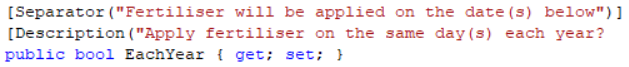 [Separator("Fertiliser will be applied on the date(s) below")]
[Description("Apply fertiliser on the same day(s) each year?
public bool EachYear { get; set; }